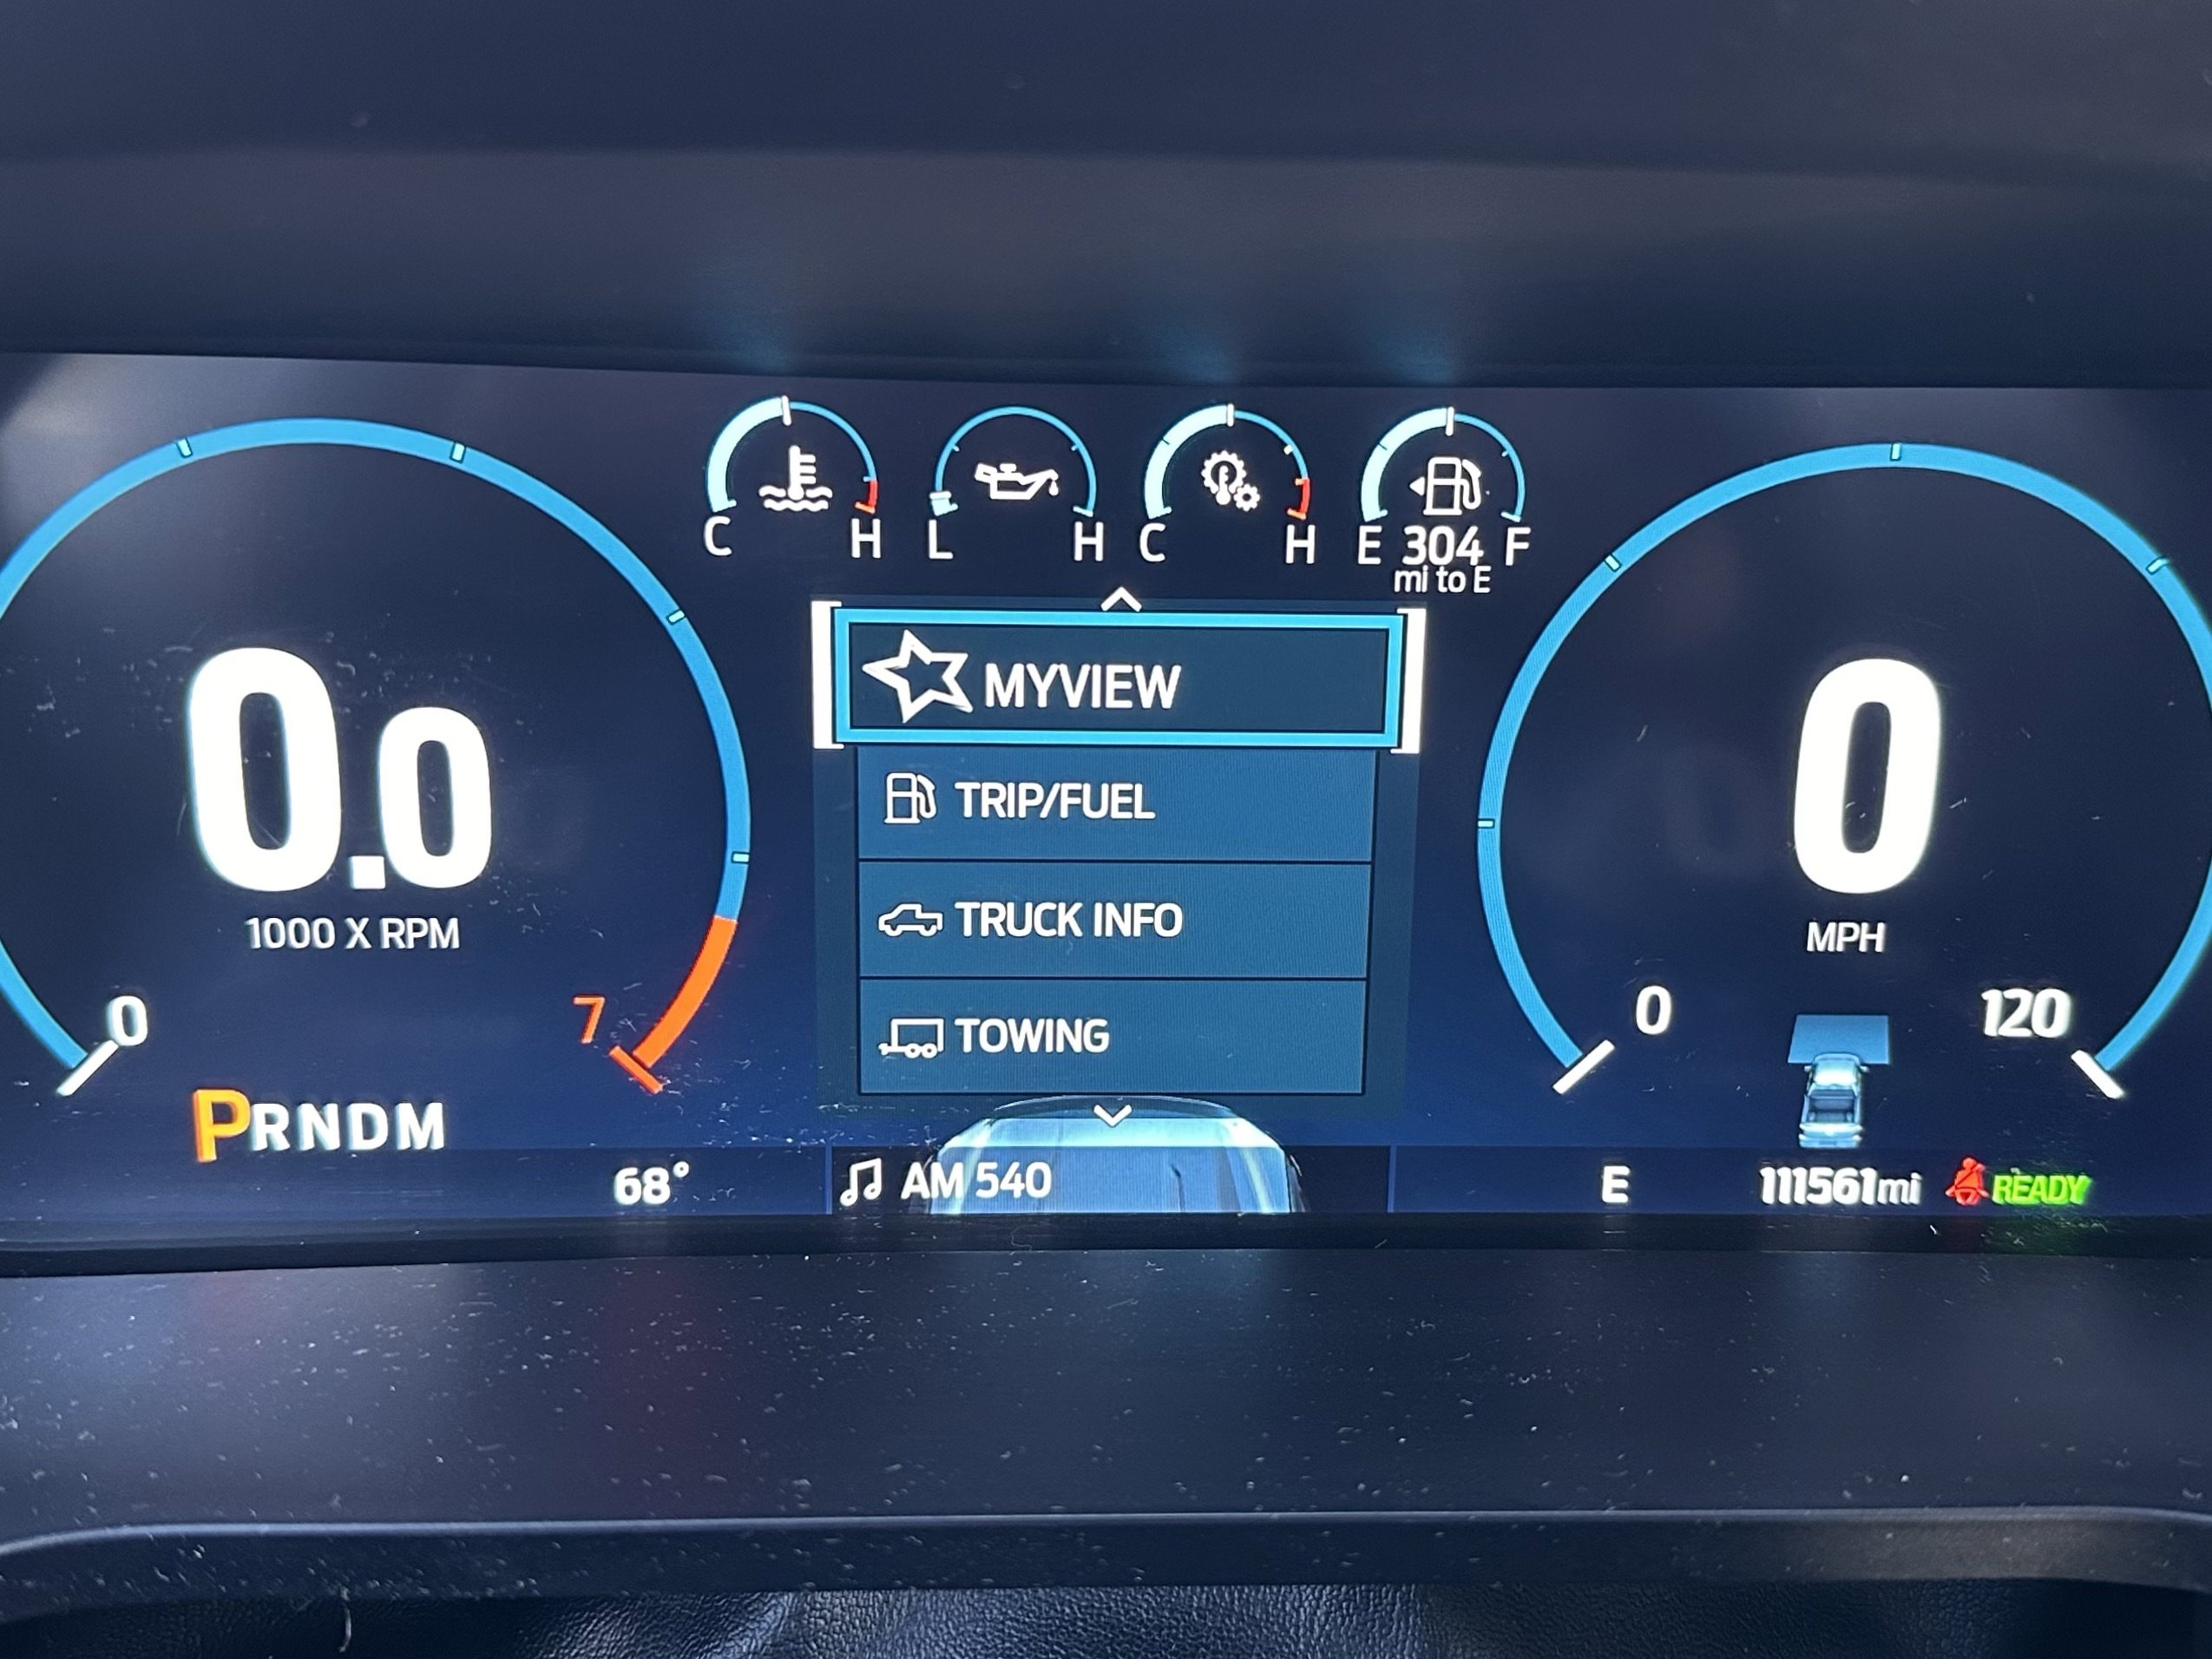 C H L H C H E 304 F
mi to E
MYVIEW
TRIP/FUEL
TRUCK INFO
TOWING
0.0
1000 X RPM
0 7
PRNDM
0
MPH
0 120
68° AM 540 E 111561mi READY